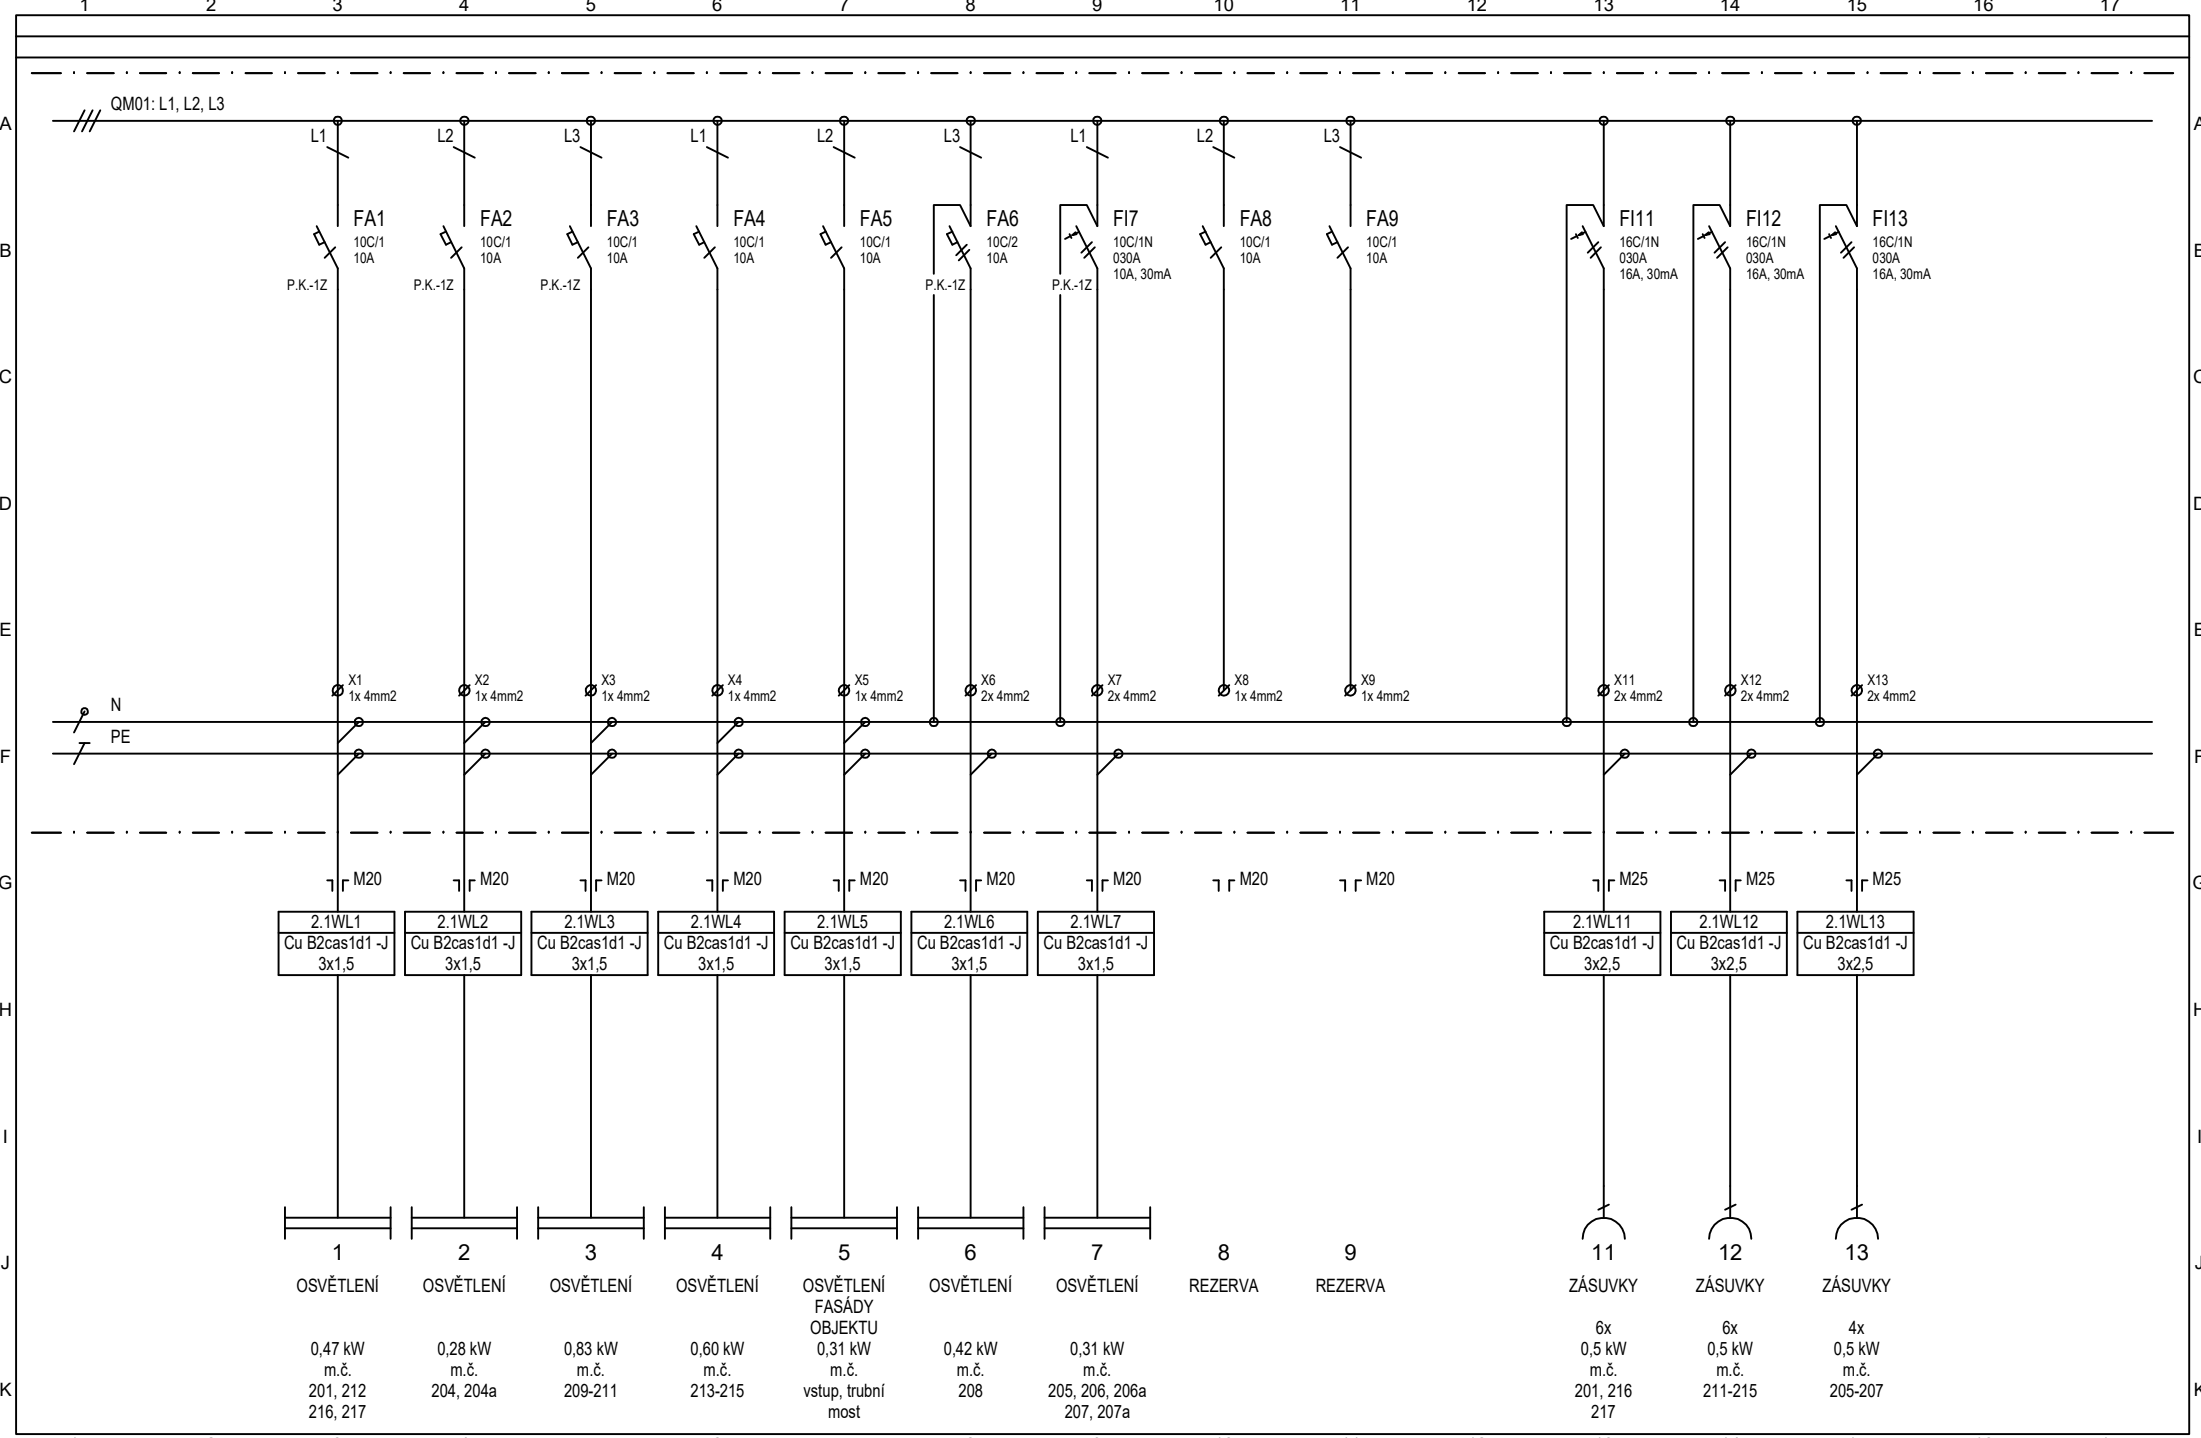 1 2 3 4 5 6 7 8 9 10 11 12 13 14 15 16 17
QM01: L1, L2, L3
A A
L1 L2 L3 L1 L2 L3 L1 L2 L3
FA1 FA2 FA3 FA4 FA5 FA6 FI7 FA8 FA9 FI11 FI12 FI13
10C/1 10C/1 10C/1 10C/1 10C/1 10C/2 10C/1N 10C/1 10C/1 16C/1N 16C/1N 16C/1N
B
10A 10A 10A 10A 10A 10A 030A 10A 10A 030A 030A 030A
10A, 30mA 16A, 30mA 16A, 30mA 16A, 30mA
P.K.-1Z P.K.-1Z P.K.-1Z P.K.-1Z P.K.-1Z
C
D D
E
X1 X2 X3 X4 X5 X6 X7 X8 X9 X11 X12 X13
1x 4mm2 1x 4mm2 1x 4mm2 1x 4mm2 1x 4mm2 2x 4mm2 2x 4mm2 1x 4mm2 1x 4mm2 2x 4mm2 2x 4mm2 2x 4mm2
N
PE
F F
G M20 M20 M20 M20 M20 M20 M20 M20 M20 M25 M25 M25
2.1WL1 2.1WL2 2.1WL3 2.1WL4 2.1WL5 2.1WL6 2.1WL7 2.1WL11 2.1WL12 2.1WL13
Cu B2cas1d1 -J Cu B2cas1d1 -J Cu B2cas1d1 -J Cu B2cas1d1 -J Cu B2cas1d1 -J Cu B2cas1d1 -J Cu B2cas1d1 -J Cu B2cas1d1 -J Cu B2cas1d1 -J Cu B2cas1d1 -J
3x1,5 3x1,5 3x1,5 3x1,5 3x1,5 3x1,5 3x1,5 3x2,5 3x2,5 3x2,5
H H
I I
1 2 3 4 5 6 7 8 9 11 12 13
J J
OSVĚTLENÍ OSVĚTLENÍ OSVĚTLENÍ OSVĚTLENÍ OSVĚTLENÍ OSVĚTLENÍ OSVĚTLENÍ REZERVA REZERVA ZÁSUVKY ZÁSUVKY ZÁSUVKY
FASÁDY
OBJEKTU 6x 6x 4x
0,47 kW 0,28 kW 0,83 kW 0,60 kW 0,31 kW 0,42 kW 0,31 kW 0,5 kW 0,5 kW 0,5 kW
m.č. m.č. m.č. m.č. m.č. m.č. m.č. m.č. m.č. m.č.
K 201, 212 204, 204a 209-211 213-215 vstup, trubní 208 205, 206, 206a 201, 216 211-215 205-207 K
216, 217 most 207, 207a 217